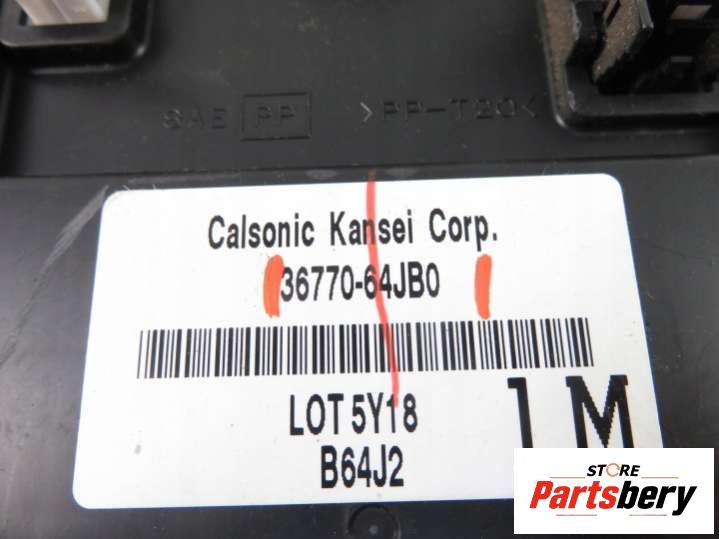 SAE PP >PP-T20<
Calsonic Kansei Corp.
36770-64JB0
LOT 5Y18
B64J2
1M
STORE
Partsbery